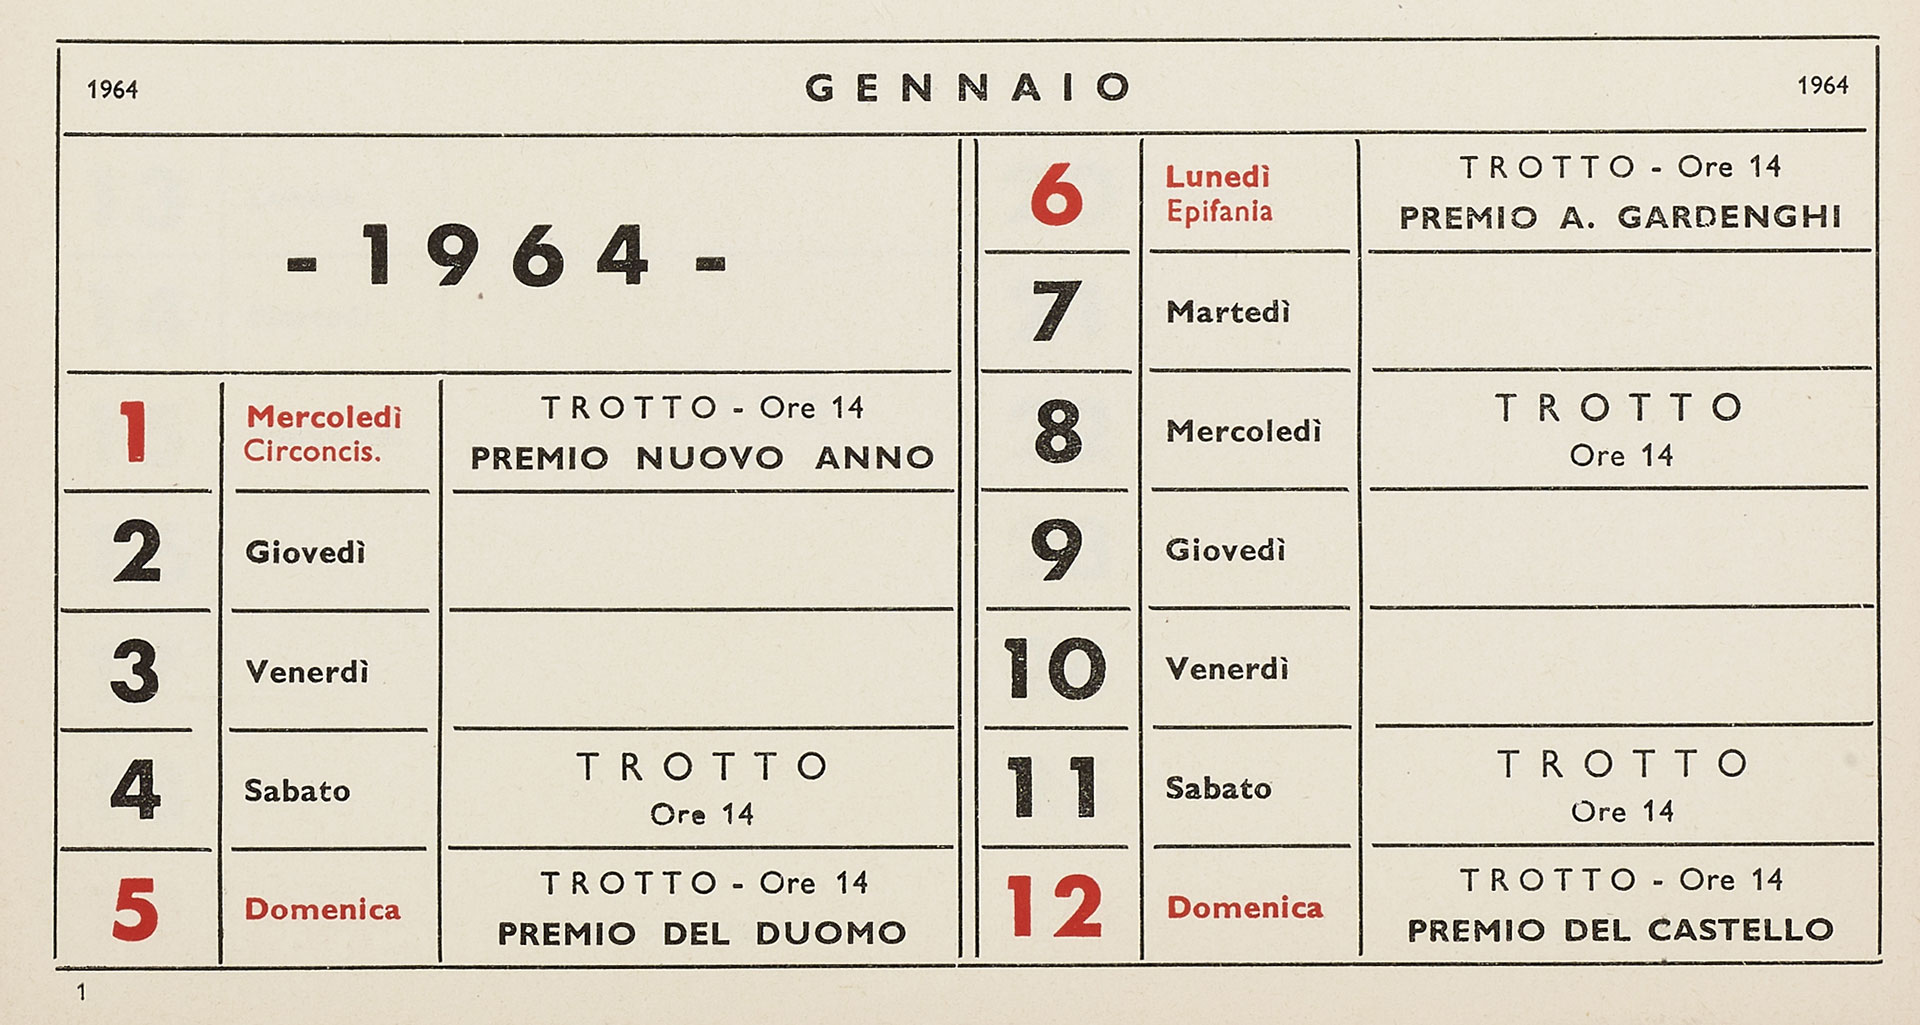 1964 GENNAIO 1964
- 1964 -
1 Mercoledì TROTTO - Ore 14
Circoncis. PREMIO NUOVO ANNO
2 Giovedì
3 Venerdì
4 Sabato TROTTO
Ore 14
5 Domenica TROTTO - Ore 14
PREMIO DEL DUOMO
6 Lunedì TROTTO - Ore 14
Epifania PREMIO A. GARDENGHI
7 Martedì
8 Mercoledì TROTTO
Ore 14
9 Giovedì
10 Venerdì
11 Sabato TROTTO
Ore 14
12 Domenica TROTTO - Ore 14
PREMIO DEL CASTELLO
1